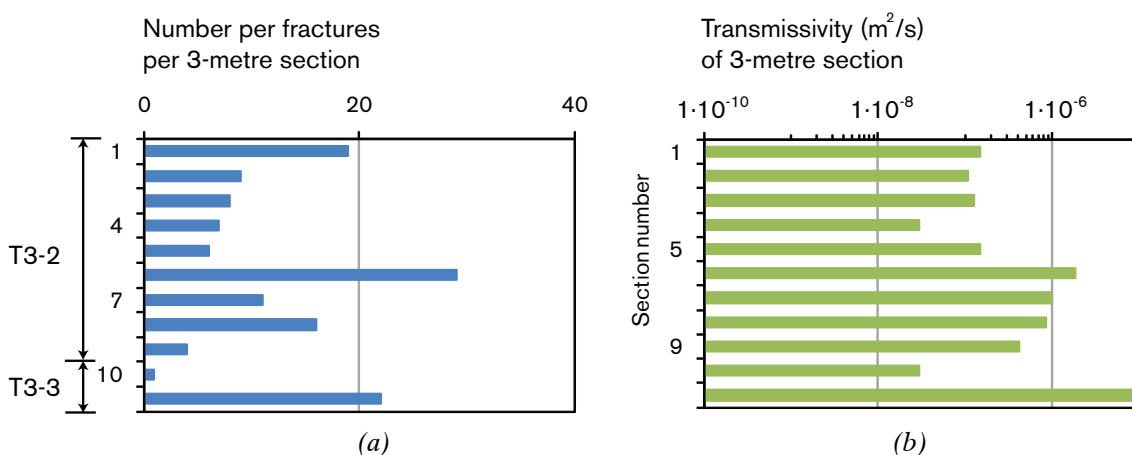 Number per fractures
per 3-metre section
0 20 40
1
4
7
10
T3-2
T3-3
(a)
Transmissivity (m²/s)
of 3-metre section
1·10⁻¹⁰ 1·10⁻⁸ 1·10⁻⁶
Section number
1
5
9
(b)